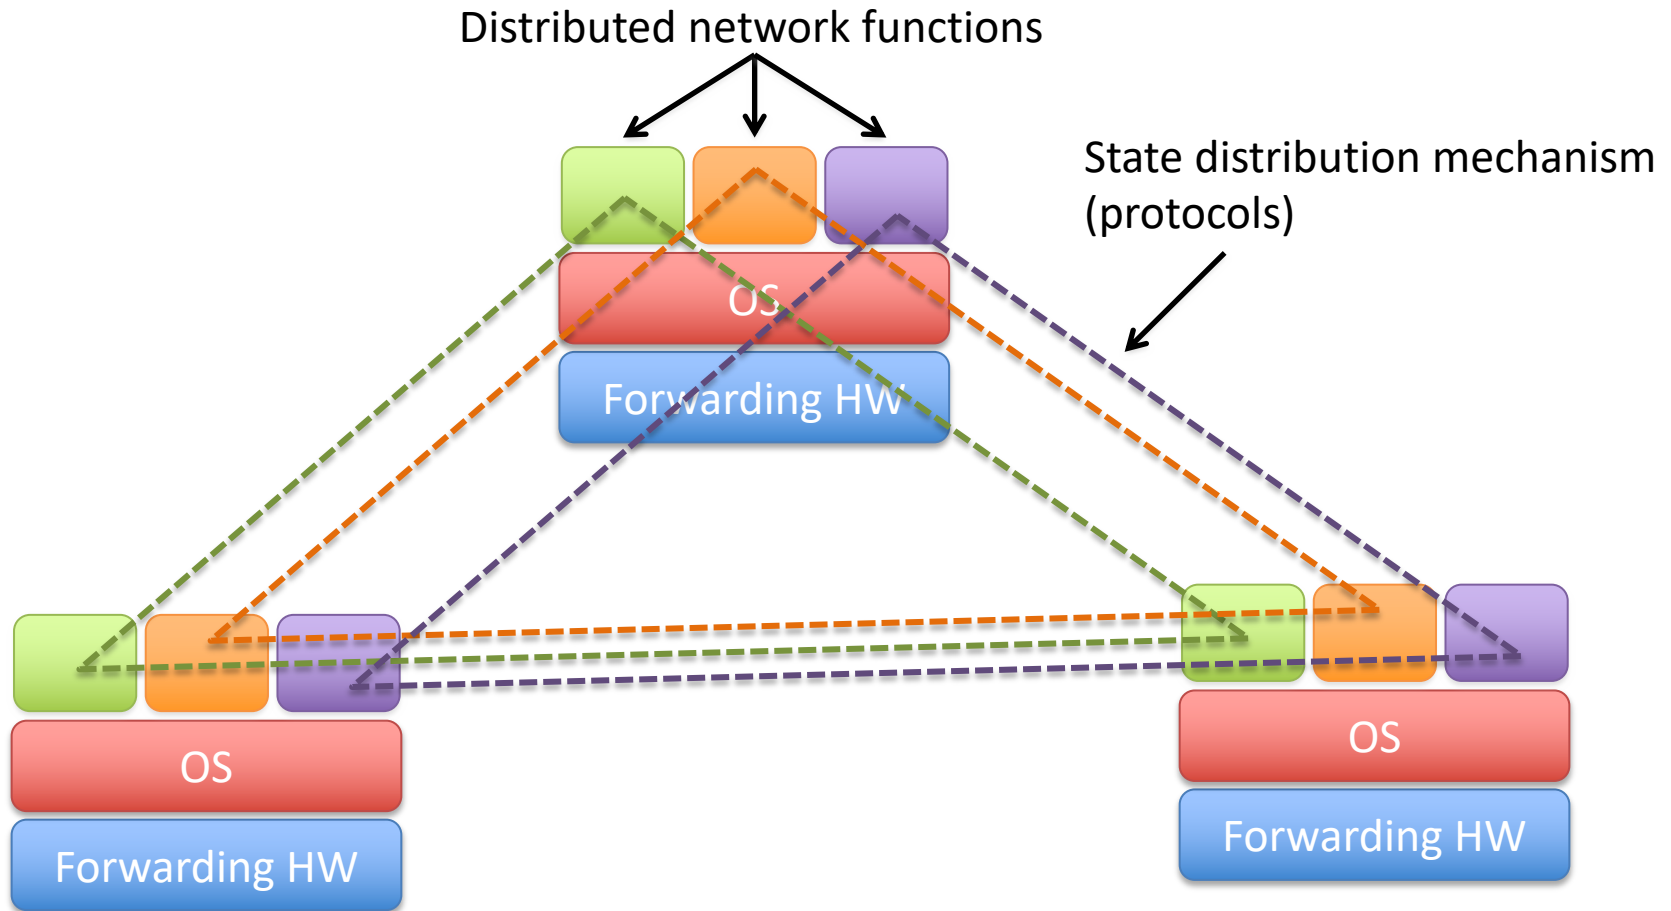 Distributed network functions
State distribution mechanism
(protocols)
OS
Forwarding HW
OS
Forwarding HW
OS
Forwarding HW